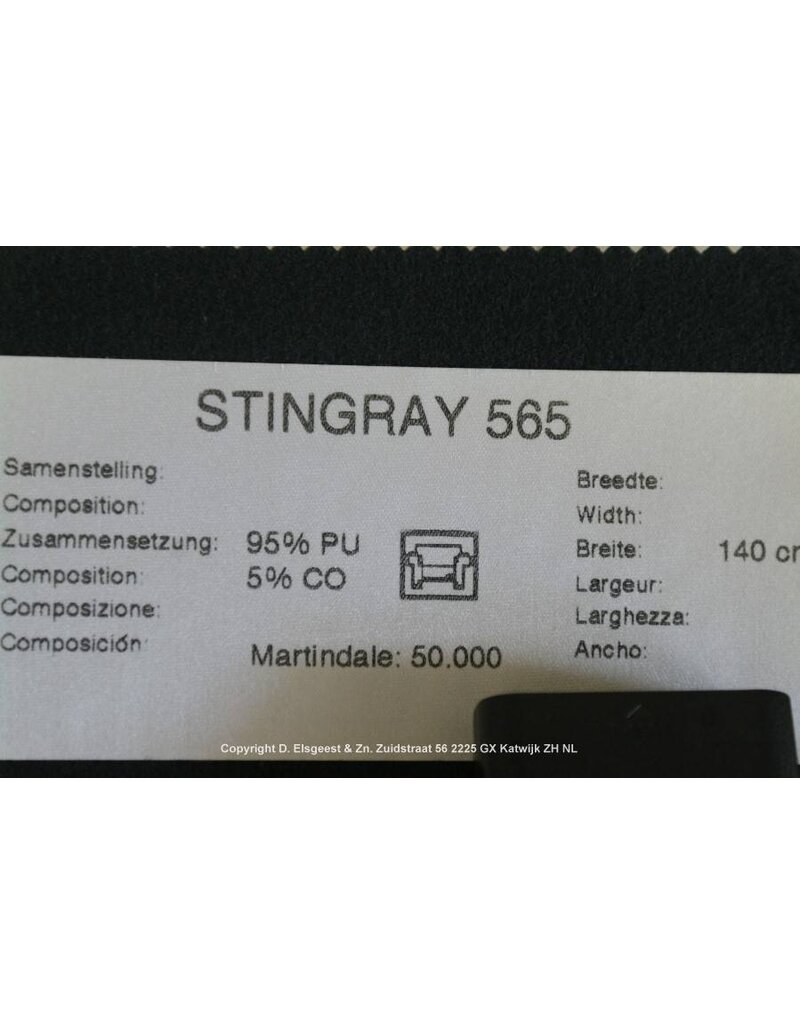 STINGRAY 565
Samenstelling:
Composition:
Zusammensetzung: 95% PU
Composition: 5% CO
Composizione:
Composición:
Martindale: 50.000
Breedte:
Width:
Breite: 140
Largeur:
Larghezza:
Ancho:
Copyright D. Elsgeest & Zn. Zuidstraat 56 2225 GX Katwijk ZH NL